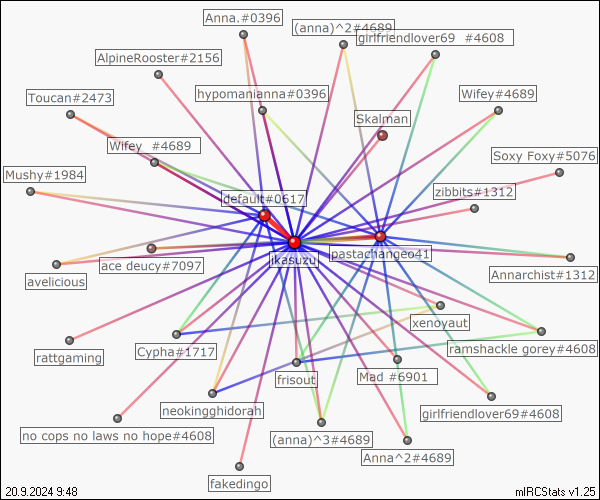 Anna.#0396
(anna)^2#4689
girlfriendlover69 #4608
AlpineRooster#2156
Toucan#2473
hypomanianna#0396
Wifey#4689
Skalman
Wifey #4689
Soxy Foxy#5076
Mushy#1984
zibbits#1312
default#0617
pastachangeo41
jkasuzu
ace deucy#7097
Annarchist#1312
avelicious
xenoyaut
rattgaming
Cypha#1717
ramshackle gorey#4608
frisout
Mad #6901
neokingghidorah
girlfriendlover69#4608
no cops no laws no hope#4608
(anna)^3#4689
Anna^2#4689
fakedingo
20.9.2024 9:48
mIRCStats v1.25